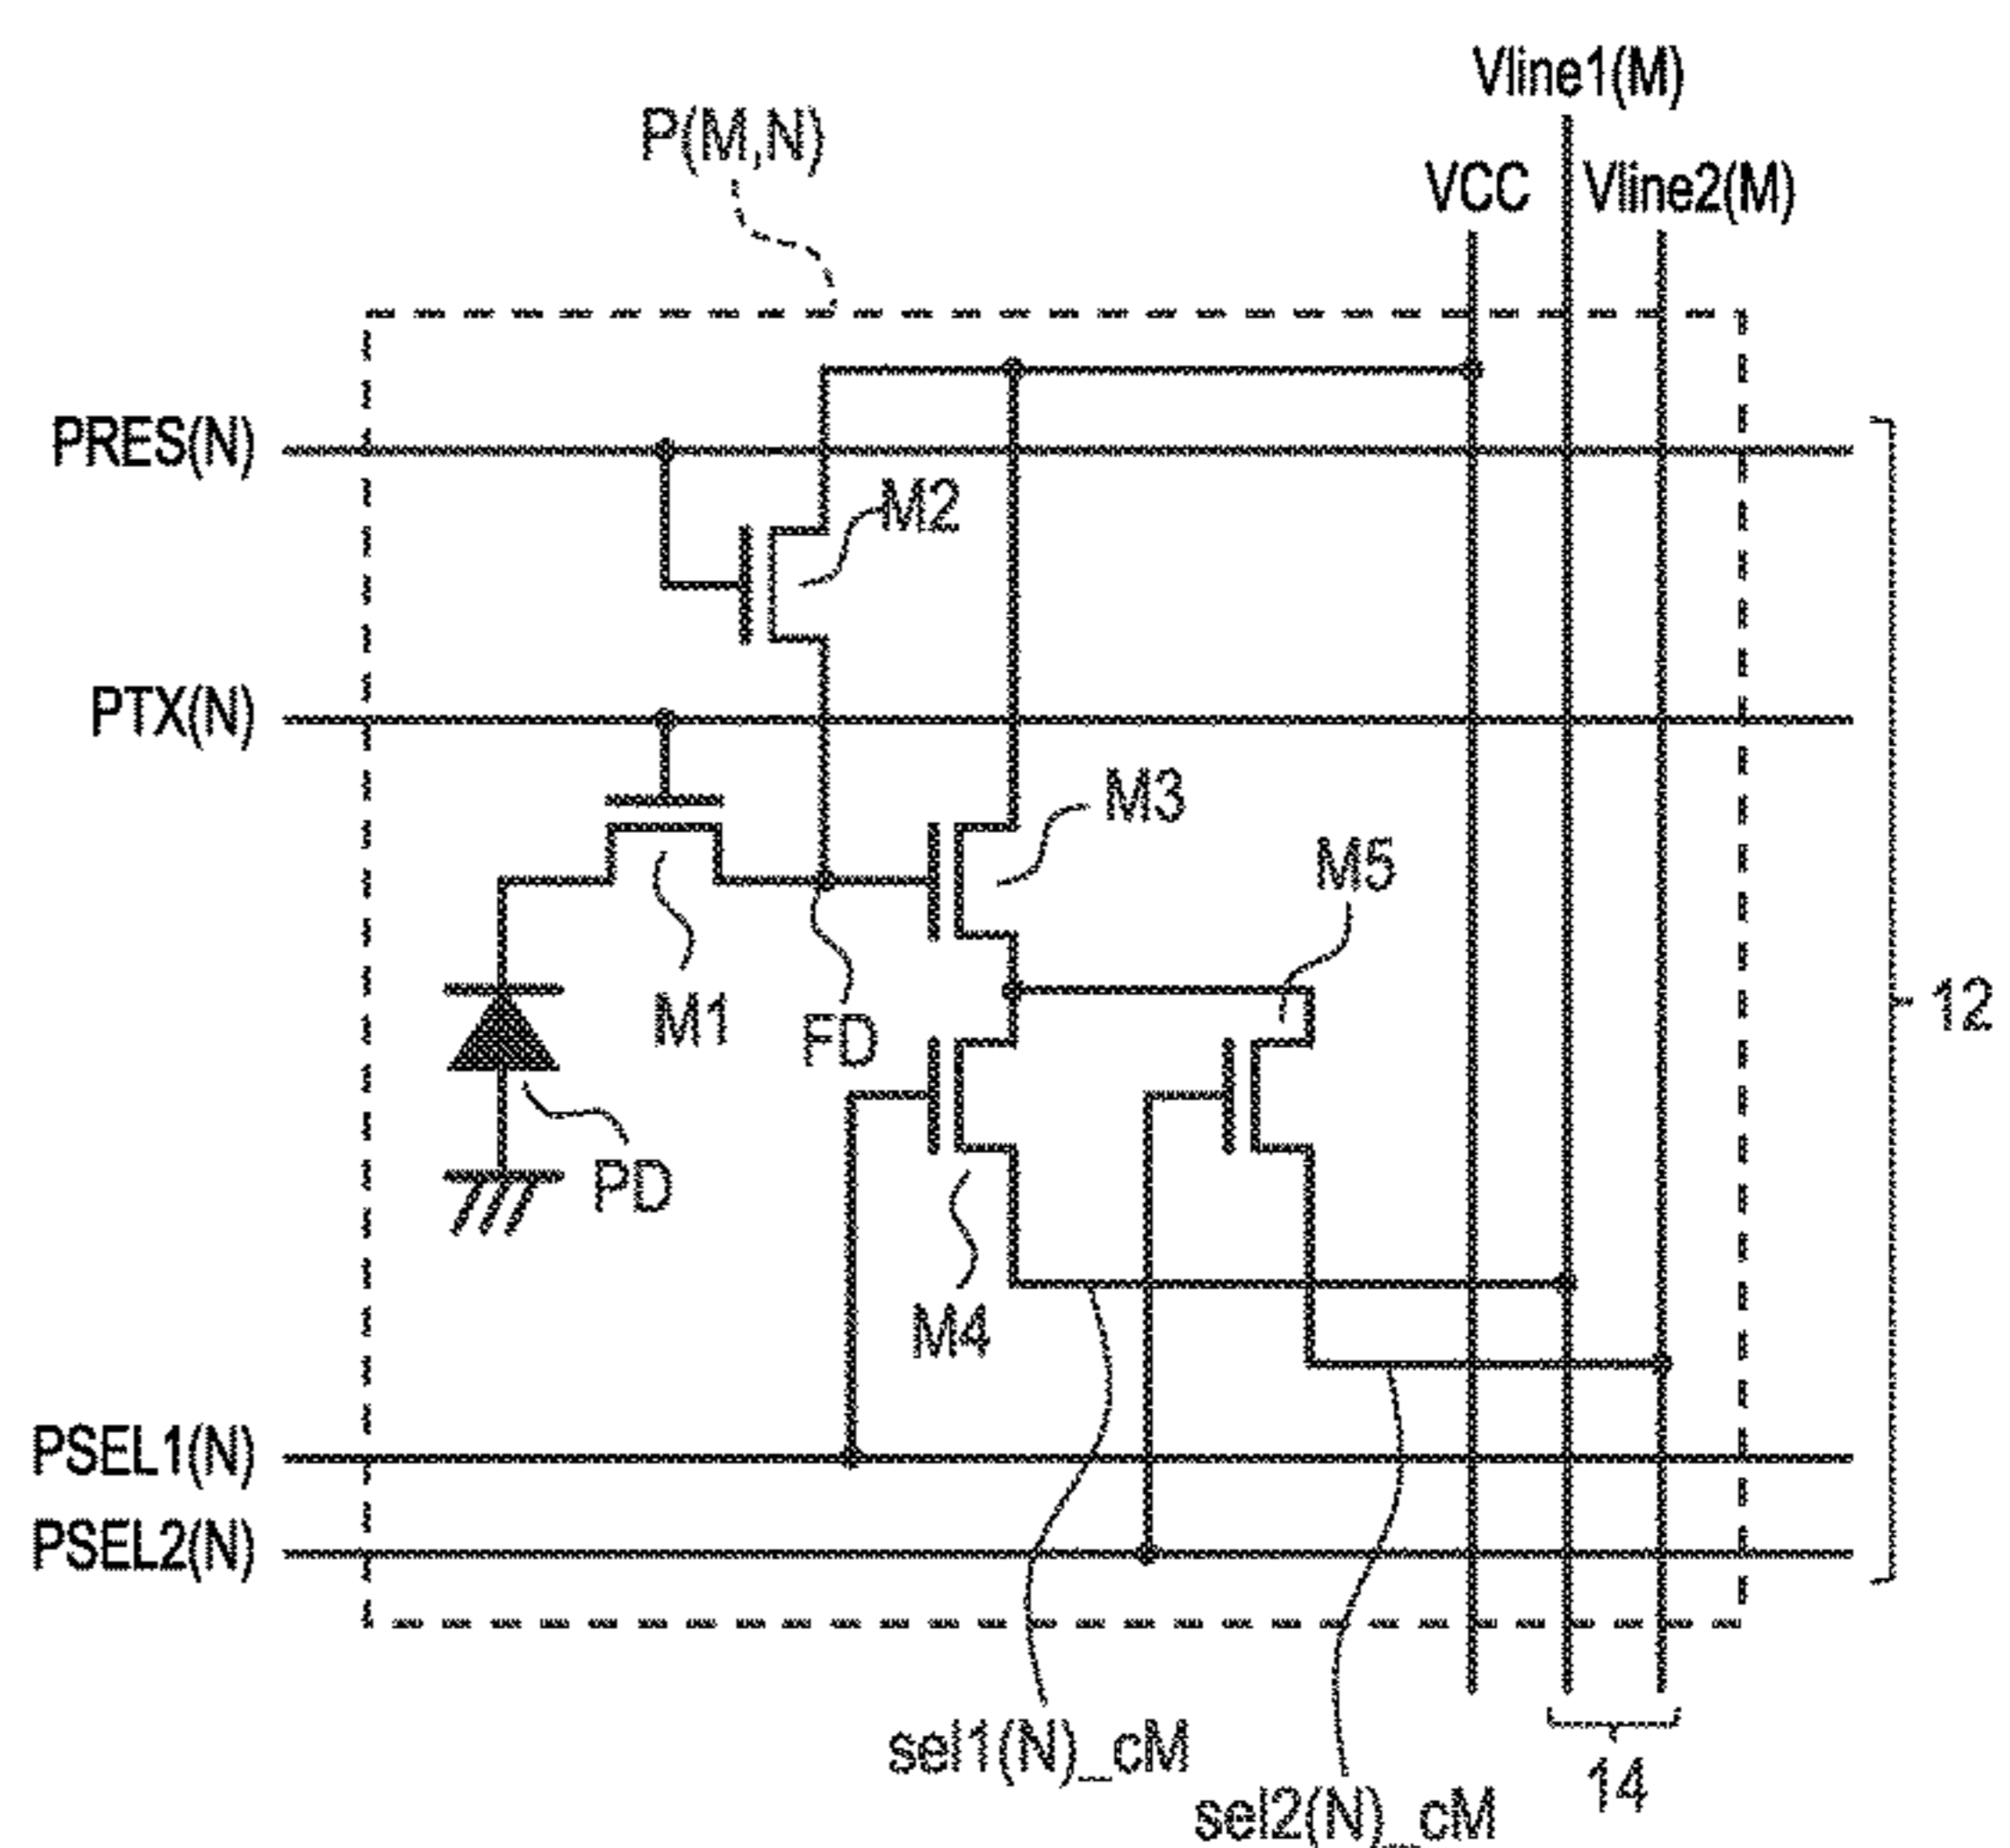 Vline1(M)
P(M,N)
VCC
Vline2(M)
PRES(N)
M2
PTX(N)
M3
M5
M1
FD
12
PD
M4
PSEL1(N)
PSEL2(N)
sel1(N)_cM
14
sel2(N)_cM